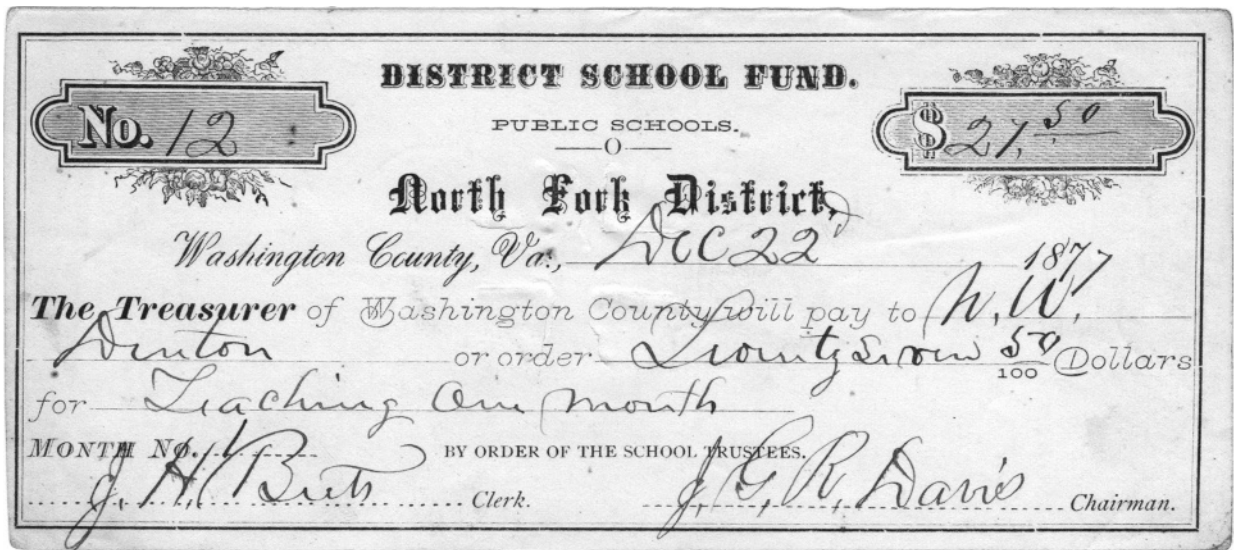 DISTRICT SCHOOL FUND.
No. 12
$ 27, 50
PUBLIC SCHOOLS.
O
North Fork District,
Washington County, Va., Dec 22d 1877
The Treasurer of Washington County will pay to W. W.
Denton or order Twenty Seven 50/100 Dollars
for Teaching One Month
MONTH No. 1 BY ORDER OF THE SCHOOL TRUSTEES.
J. H. Clerk. J. G. R. Davis Chairman.